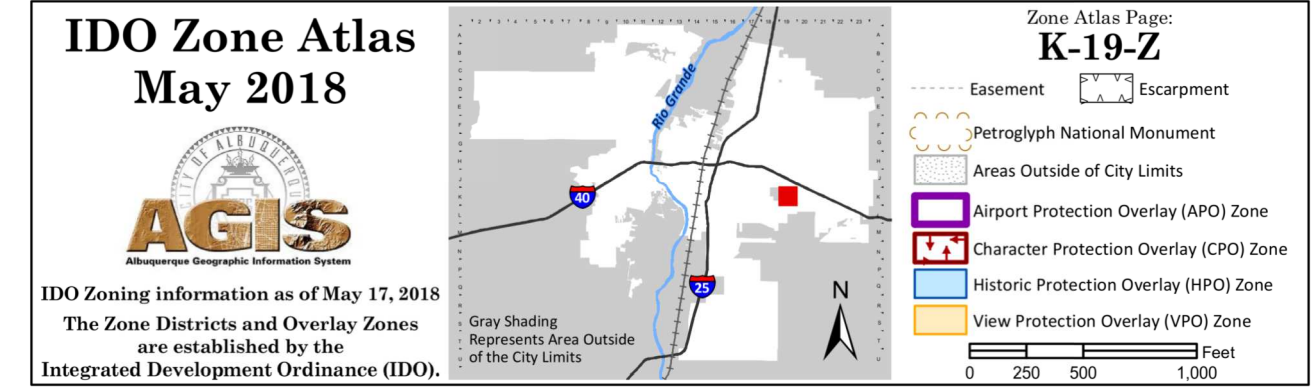 IDO Zone Atlas
May 2018
CITY OF ALBUQUERQUE
AGIS
Albuquerque Geographic Information System
IDO Zoning information as of May 17, 2018
The Zone Districts and Overlay Zones
are established by the
Integrated Development Ordinance (IDO).
Rio Grande
40
25
N
Gray Shading
Represents Area Outside
of the City Limits
Zone Atlas Page:
K-19-Z
Easement
Escarpment
Petroglyph National Monument
Areas Outside of City Limits
Airport Protection Overlay (APO) Zone
Character Protection Overlay (CPO) Zone
Historic Protection Overlay (HPO) Zone
View Protection Overlay (VPO) Zone
Feet
0 250 500 1,000